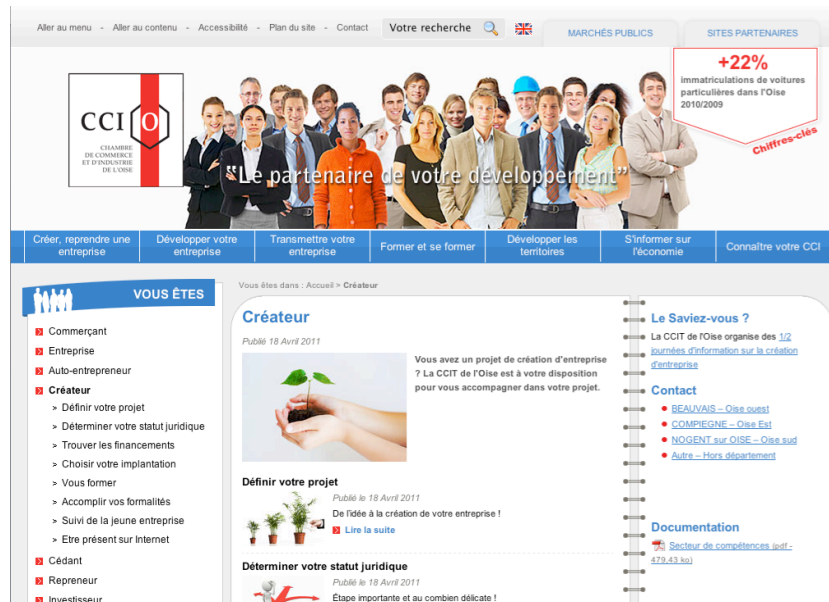 Aller au menu - Aller au contenu - Accessibilité - Plan du site - Contact
Votre recherche
MARCHÉS PUBLICS
SITES PARTENAIRES
+22%
immatriculations de voitures
particulières dans l'Oise
2010/2009
Chiffres-clés
CCI O
CHAMBRE
DE COMMERCE
ET D'INDUSTRIE
DE L'OISE
"Le partenaire de votre développement"
Créer, reprendre une
entreprise
Développer votre
entreprise
Transmettre votre
entreprise
Former et se former
Développer les
territoires
S'informer sur
l'économie
Connaître votre CCI
VOUS ÊTES
Commerçant
Entreprise
Auto-entrepreneur
Créateur
> Définir votre projet
> Déterminer votre statut juridique
> Trouver les financements
> Choisir votre implantation
> Vous former
> Accomplir vos formalités
> Suivi de la jeune entreprise
> Etre présent sur Internet
Cédant
Repreneur
Investisseur
Vous êtes dans : Accueil > Créateur
Créateur
Publié 18 Avril 2011
Vous avez un projet de création d'entreprise
? La CCIT de l'Oise est à votre disposition
pour vous accompagner dans votre projet.
Définir votre projet
Publié le 18 Avril 2011
De l'idée à la création de votre entreprise !
Lire la suite
Déterminer votre statut juridique
Publié le 18 Avril 2011
Étape importante et au combien délicate !
Le Saviez-vous ?
La CCIT de l'Oise organise des 1/2
journées d'information sur la création
d'entreprise
Contact
BEAUVAIS – Oise ouest
COMPIEGNE – Oise Est
NOGENT sur OISE – Oise sud
Autre – Hors département
Documentation
Secteur de compétences (pdf -
479,43 ko)